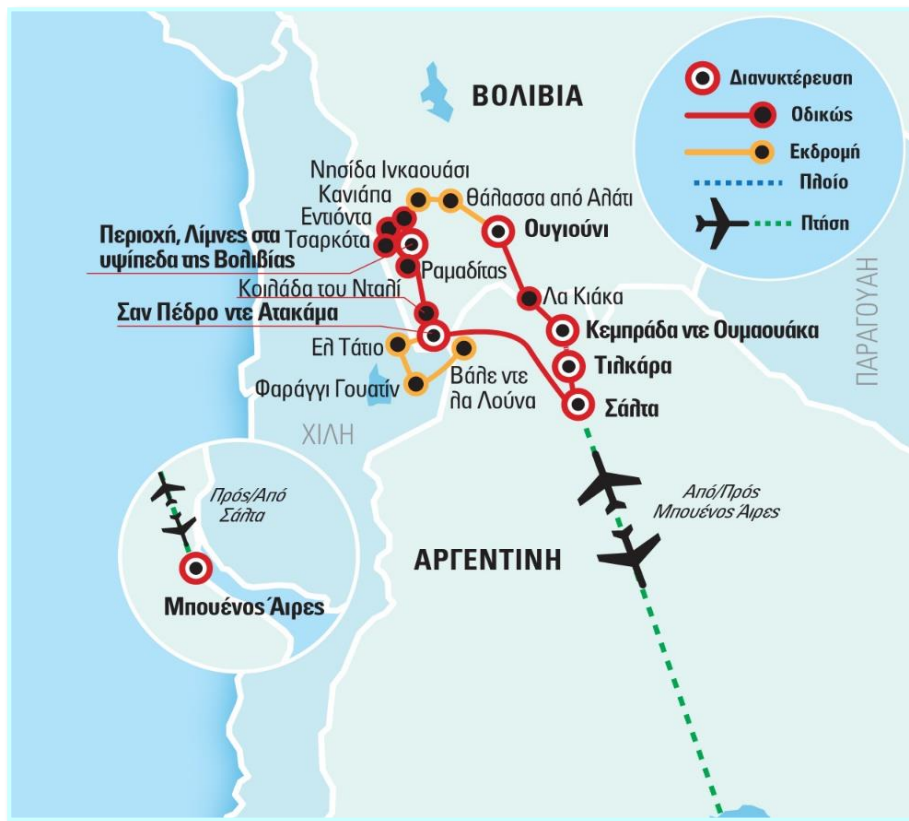 ΒΟΛΙΒΙΑ
Διανυκτέρευση
Οδικώς
Εκδρομή
Πλοίο
Πτήση
Νησίδα Ινκαουάσι
Κανιάπα
Θάλασσα από Αλάτι
Εντιόντα
Περιοχή, Λίμνες στα
υψίπεδα της Βολιβίας
Τσαρκότα
Ουγιούνι
Ραμαδίτας
Κοιλάδα του Νταλί
Λα Κιάκα
Σαν Πέδρο ντε Ατακάμα
Κεμπράδα ντε Ουμαουάκα
ΠΑΡΑΓΟΥΑΗ
Ελ Τάτιο
Τιλκάρα
Φαράγγι Γουατίν
Βάλε ντε
λα Λούνα
Σάλτα
ΧΙΛΗ
Πρός/Από
Σάλτα
Από/Πρός
Μπουένος Άιρες
ΑΡΓΕΝΤΙΝΗ
Μπουένος Άιρες